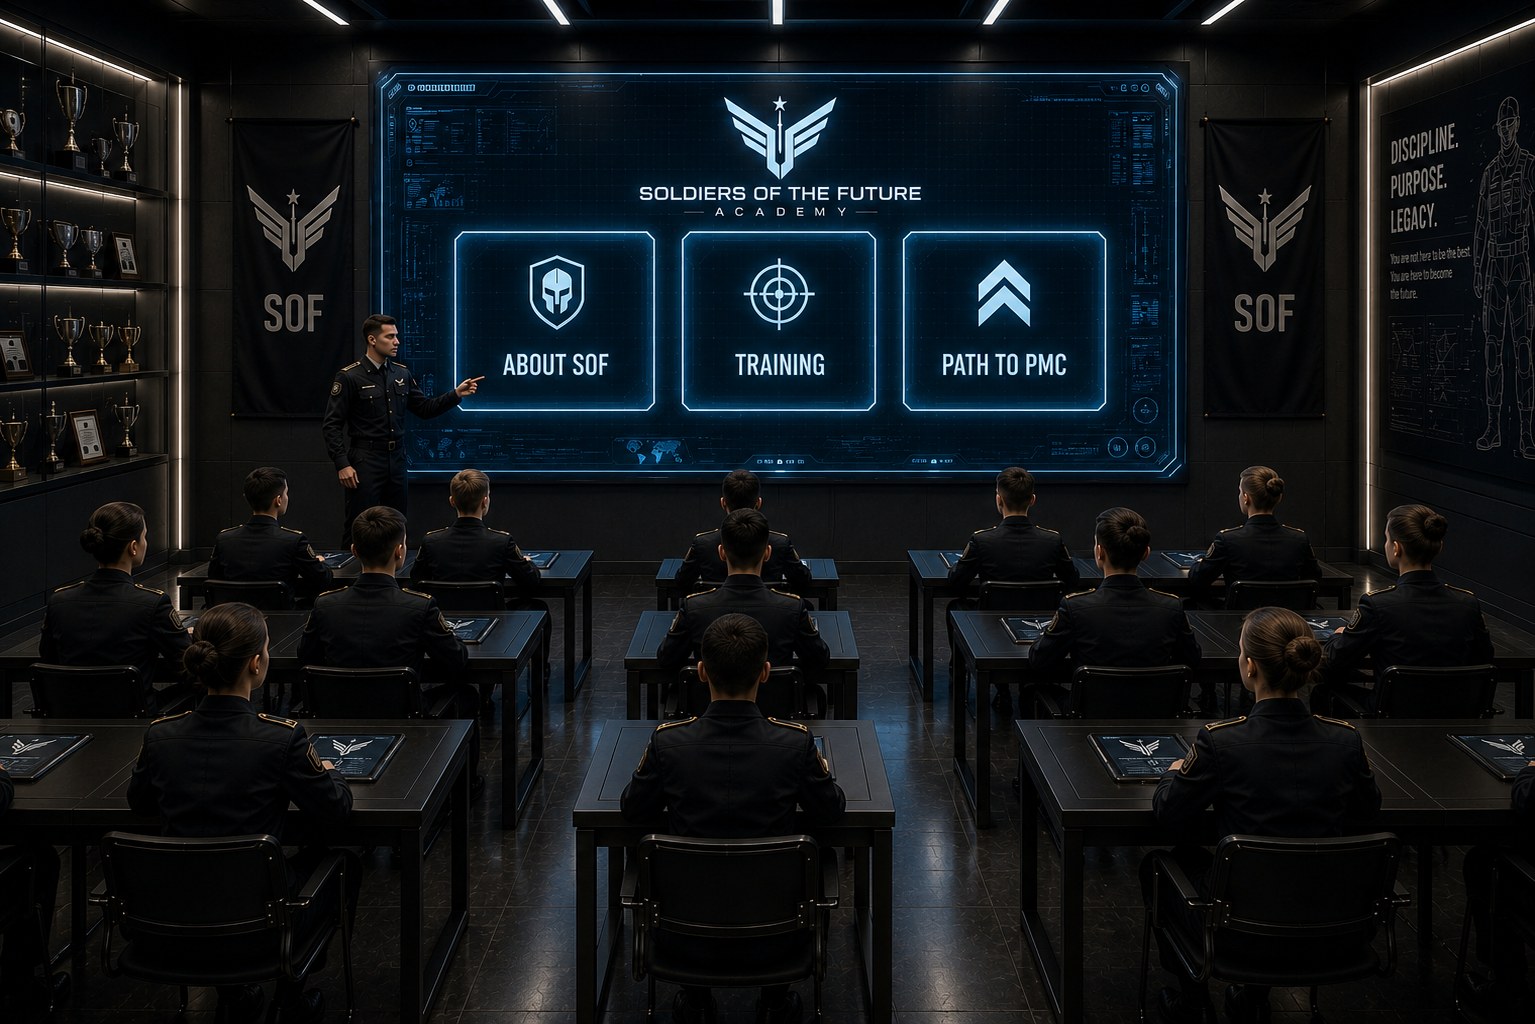 SOLDIERS OF THE FUTURE
ACADEMY
ABOUT SOF
TRAINING
PATH TO PMC
SOF
SOF
DISCIPLINE.
PURPOSE.
LEGACY.
You are not here to be the best.
You are here to become
the future.